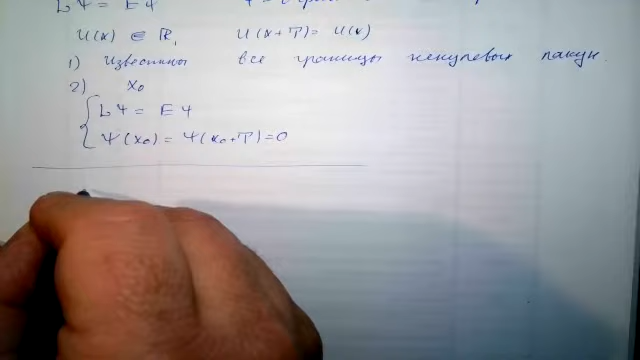 LΨ = EΨ
U(x) ∈ ℝ, U(x+T) = U(x)
1) Известны все границы ненулевых лакун.
2) x₀
LΨ = EΨ
Ψ(x₀) = Ψ(x₀+T) = 0